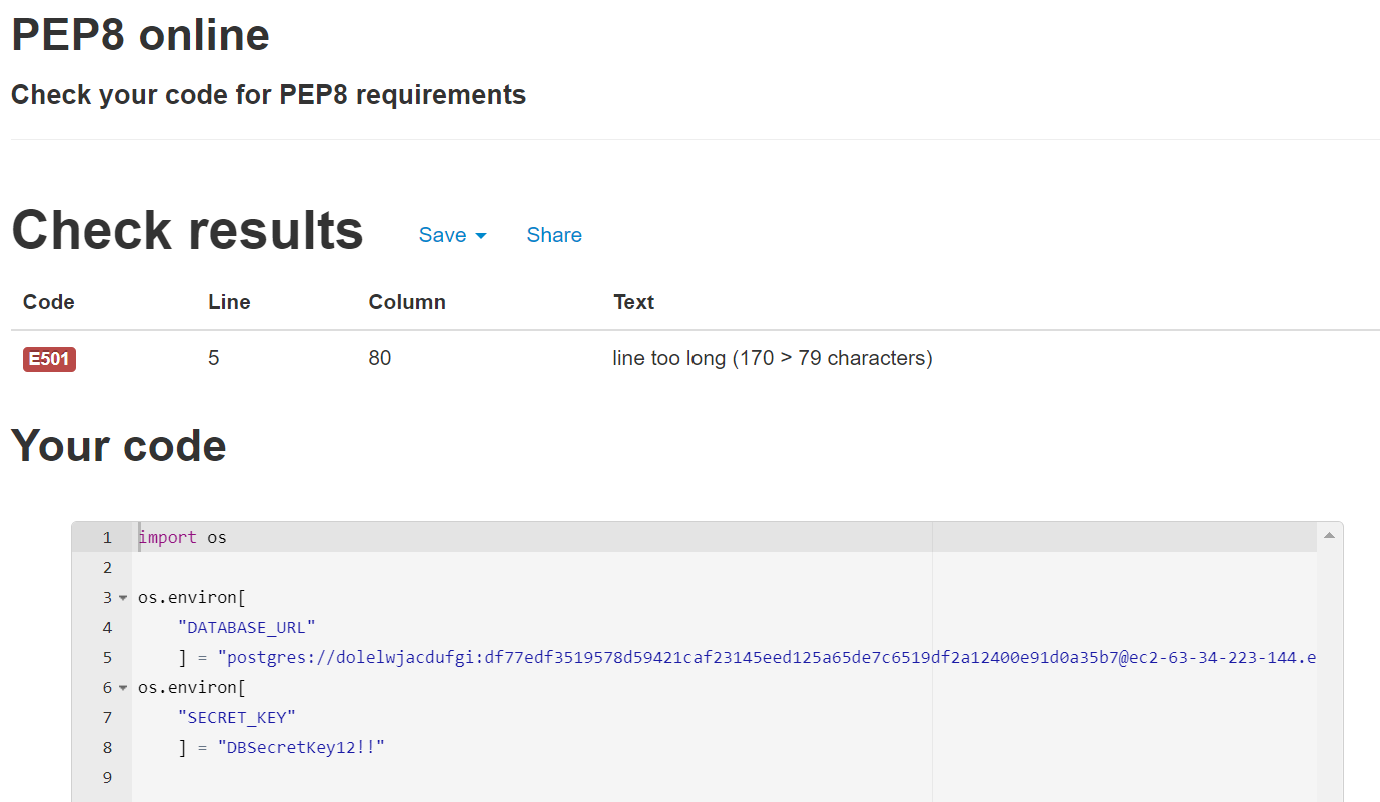 PEP8 online
Check your code for PEP8 requirements
Check results Save Share
Code Line Column Text
E501 5 80 line too long (170 > 79 characters)
Your code
1 import os
2
3 os.environ[
4 "DATABASE_URL"
5 ] = "postgres://dolelwjacdufgi:df77edf3519578d59421caf23145eed125a65de7c6519df2a12400e91d0a35b7@ec2-63-34-223-144.e
6 os.environ[
7 "SECRET_KEY"
8 ] = "DBSecretKey12!!"
9